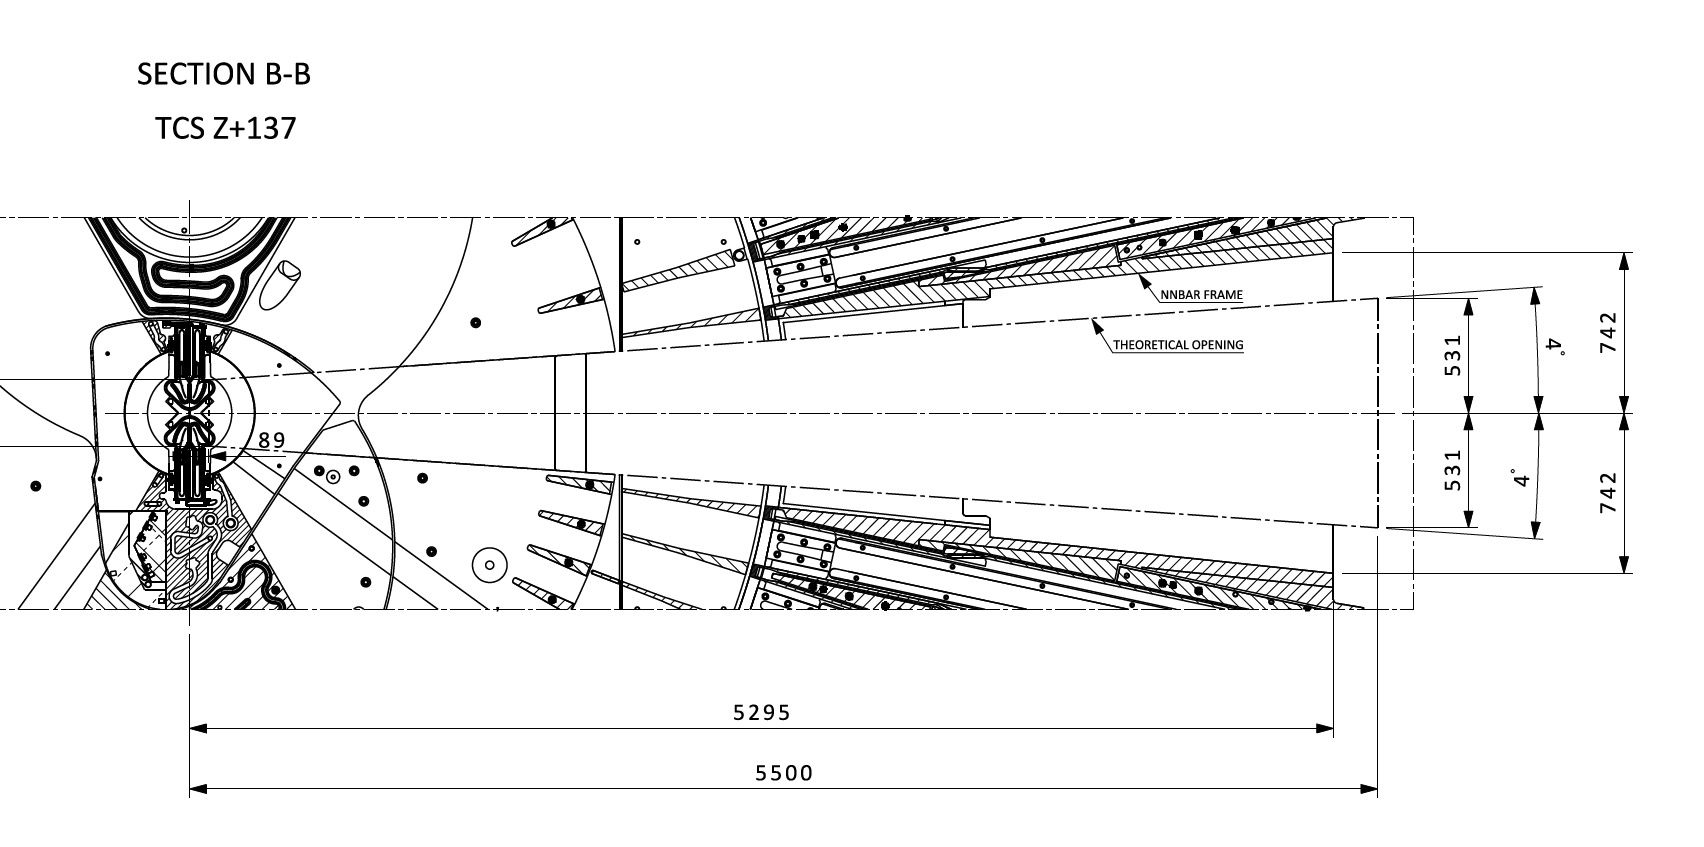 SECTION B-B
TCS Z+137
NNBAR FRAME
THEORETICAL OPENING
531
4°
742
89
531
4°
742
5295
5500